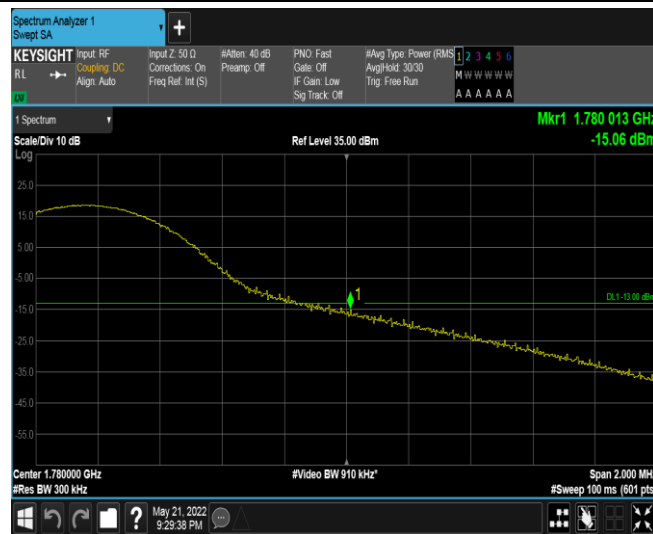 Spectrum Analyzer 1
Swept SA
+
KEYSIGHT
RL
Input: RF
Coupling: DC
Align: Auto
Input Z: 50 Ω
Corrections: On
Freq Ref: Int (S)
#Atten: 40 dB
Preamp: Off
PNO: Fast
Gate: Off
IF Gain: Low
Sig Track: Off
#Avg Type: Power (RMS
Avg|Hold: 30/30
Trig: Free Run
1 2 3 4 5 6
M W W W W W
A A A A A A
1 Spectrum
Mkr1 1.780 013 GHz
Scale/Div 10 dB
Ref Level 35.00 dBm
-15.06 dBm
Log
25.0
15.0
5.00
-5.00
1
DL1 -13.00 dBm
-15.0
-25.0
-35.0
-45.0
-55.0
Center 1.780000 GHz
#Video BW 910 kHz*
Span 2.000 MH
#Res BW 300 kHz
#Sweep 100 ms (601 pts
?
May 21, 2022
9:29:38 PM